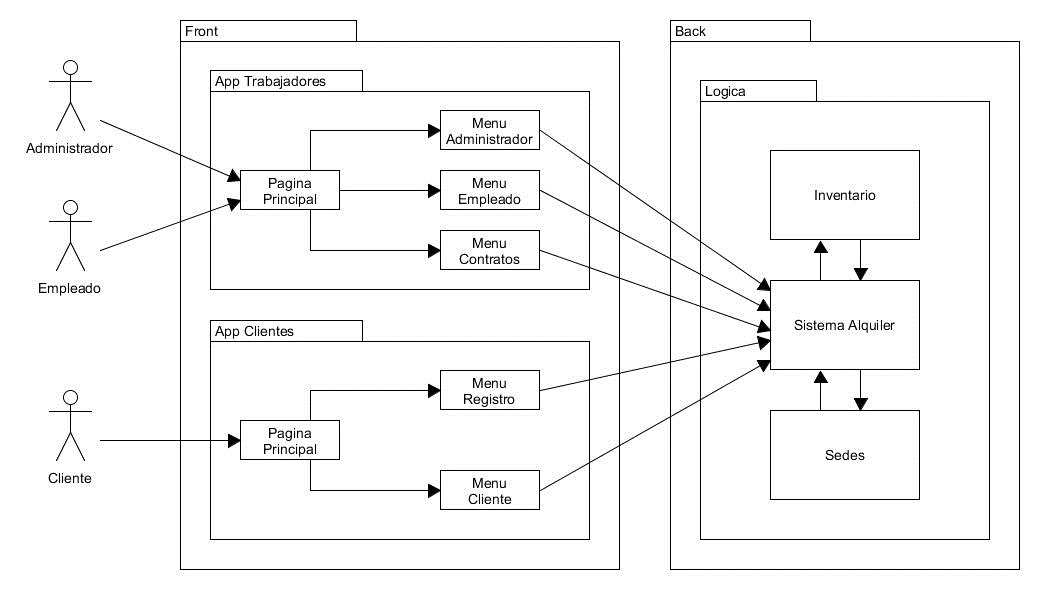 Front
Back
App Trabajadores
Logica
Administrador
Pagina
Principal
Menu
Administrador
Menu
Empleado
Menu
Contratos
Empleado
Inventario
Sistema Alquiler
Sedes
App Clientes
Cliente
Pagina
Principal
Menu
Registro
Menu
Cliente